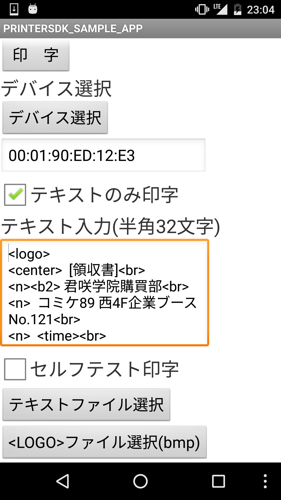 23:04
PRINTERSDK_SAMPLE_APP
印　字
デバイス選択
デバイス選択
00:01:90:ED:12:E3
テキストのみ印字
テキスト入力(半角32文字)
<logo>
<center> [領収書]<br>
<n><b2> 君咲学院購買部<br>
<n>  コミケ89 西4F企業ブース
No.121<br>
<n>  <time><br>
セルフテスト印字
テキストファイル選択
<LOGO>ファイル選択(bmp)